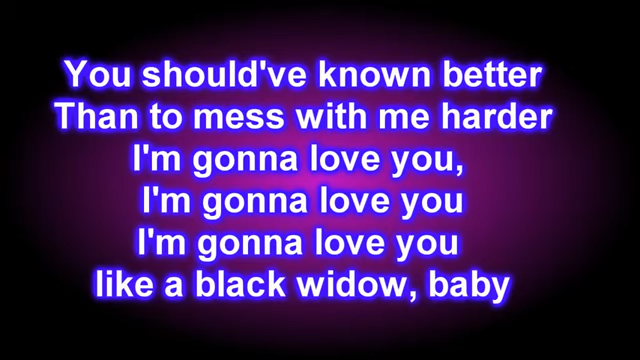 You should've known better
Than to mess with me harder
I'm gonna love you,
I'm gonna love you
I'm gonna love you
like a black widow, baby